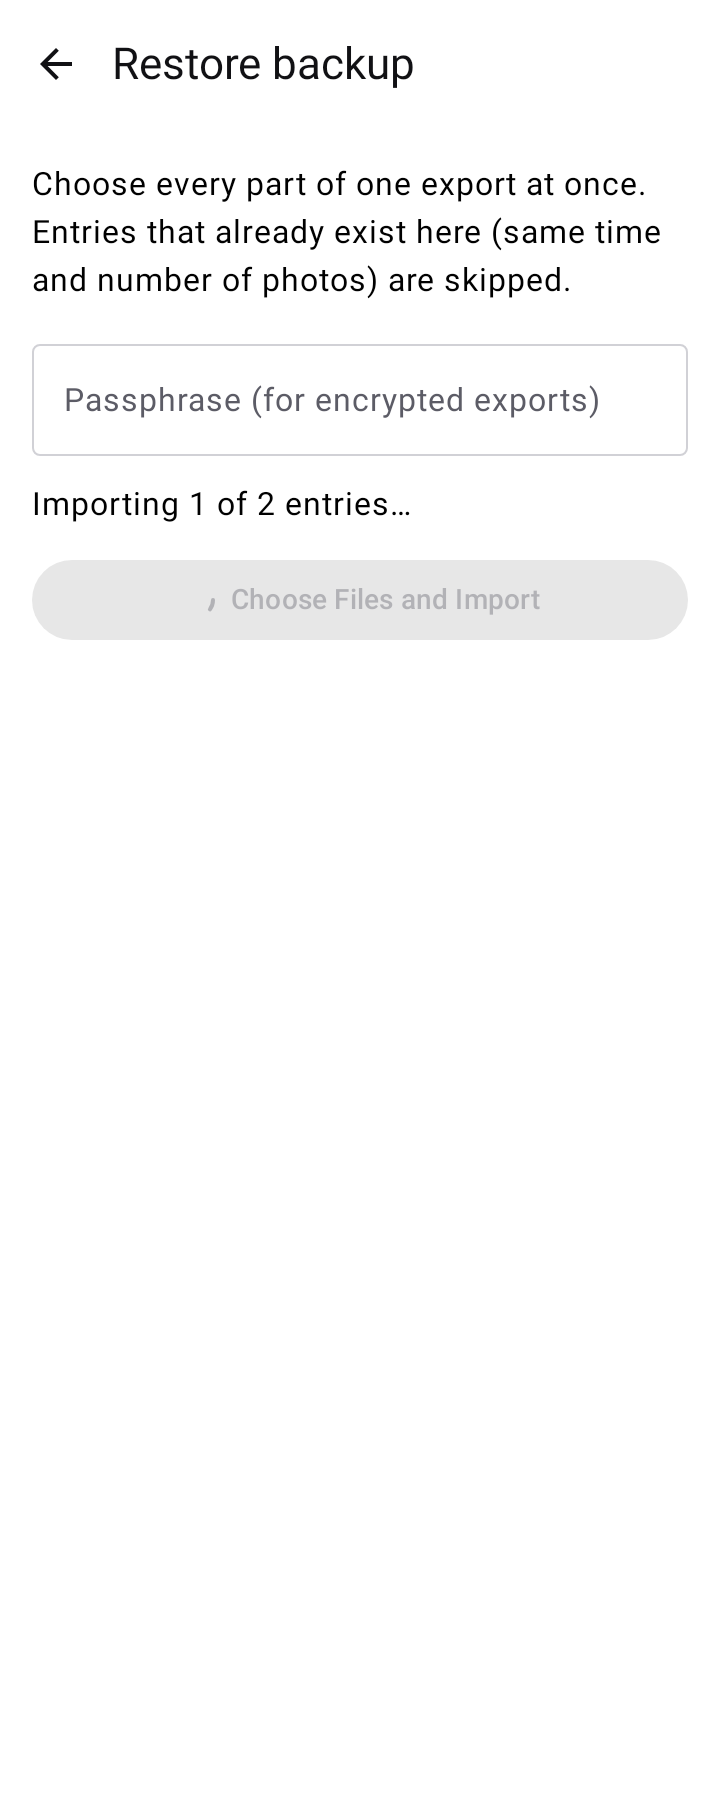 Restore backup
Choose every part of one export at once.
Entries that already exist here (same time
and number of photos) are skipped.
Passphrase (for encrypted exports)
Importing 1 of 2 entries…
Choose Files and Import